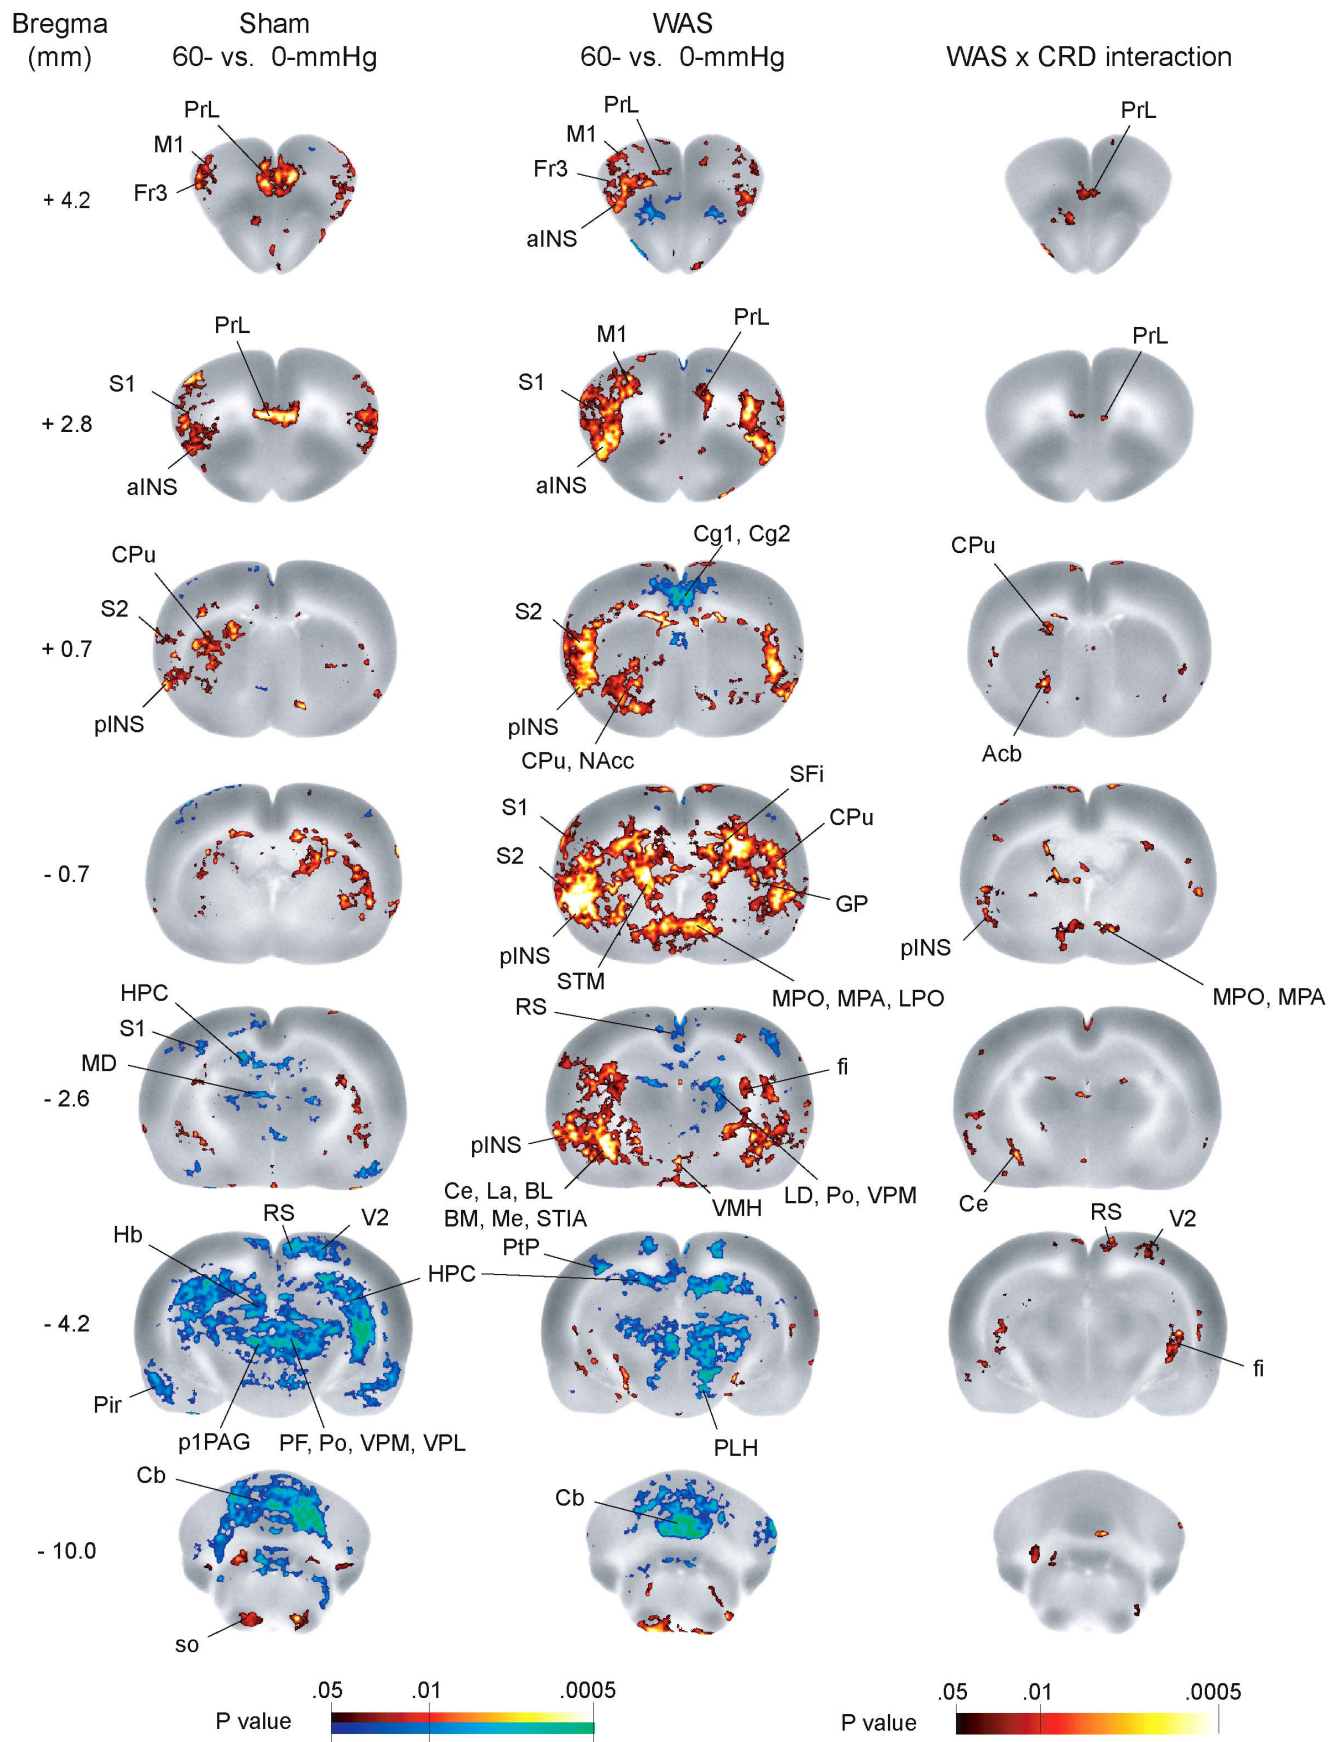 Bregma
(mm)
Sham
60- vs. 0-mmHg
WAS
60- vs. 0-mmHg
WAS x CRD interaction
+ 4.2
PrL
M1
Fr3
PrL
M1
Fr3
aINS
PrL
+ 2.8
PrL
S1
aINS
M1
PrL
S1
aINS
PrL
+ 0.7
CPu
S2
pINS
Cg1, Cg2
S2
pINS
CPu, NAcc
CPu
Acb
- 0.7
SFi
S1
CPu
S2
GP
pINS
STM
MPO, MPA, LPO
pINS
MPO, MPA
- 2.6
HPC
S1
MD
RS
fi
pINS
Ce, La, BL
BM, Me, STIA
VMH
LD, Po, VPM
Ce
- 4.2
RS
V2
Hb
HPC
Pir
p1PAG
PF, Po, VPM, VPL
PtP
PLH
RS
V2
fi
- 10.0
Cb
so
Cb
P value
.05
.01
.0005
P value
.05
.01
.0005